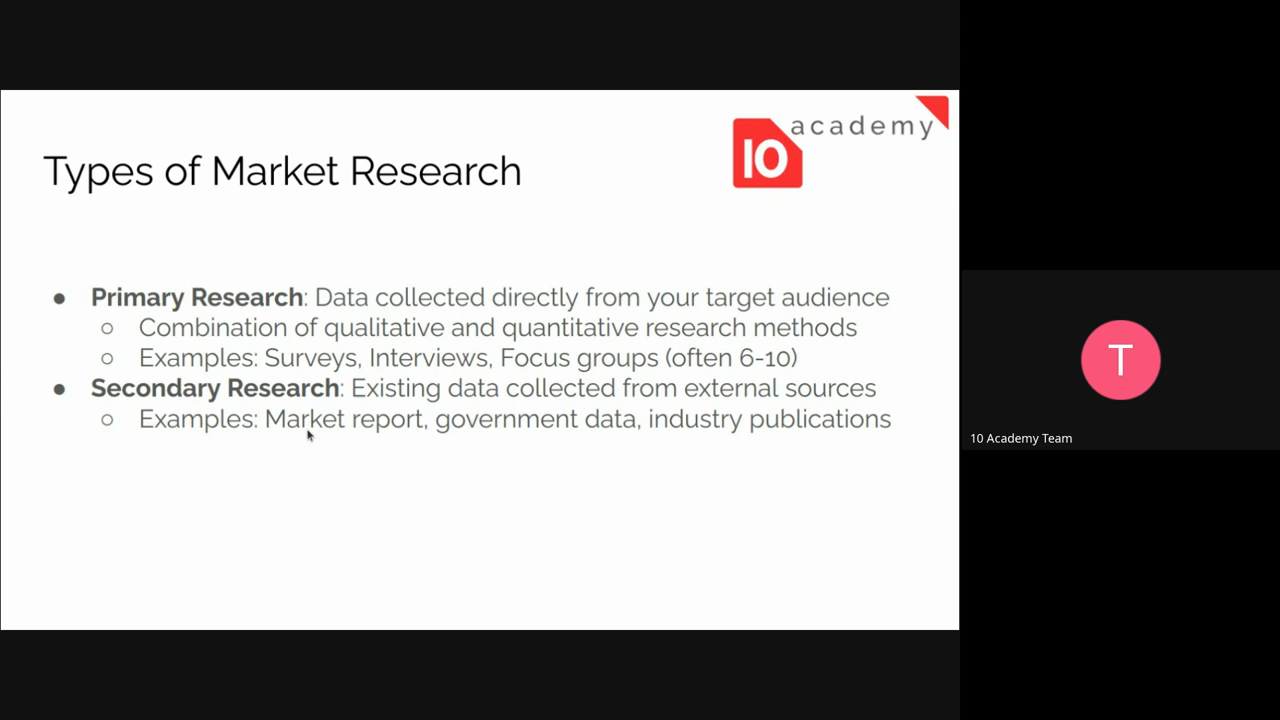 10 academy
Types of Market Research
● Primary Research: Data collected directly from your target audience
○ Combination of qualitative and quantitative research methods
○ Examples: Surveys, Interviews, Focus groups (often 6-10)
● Secondary Research: Existing data collected from external sources
○ Examples: Market report, government data, industry publications
T
10 Academy Team